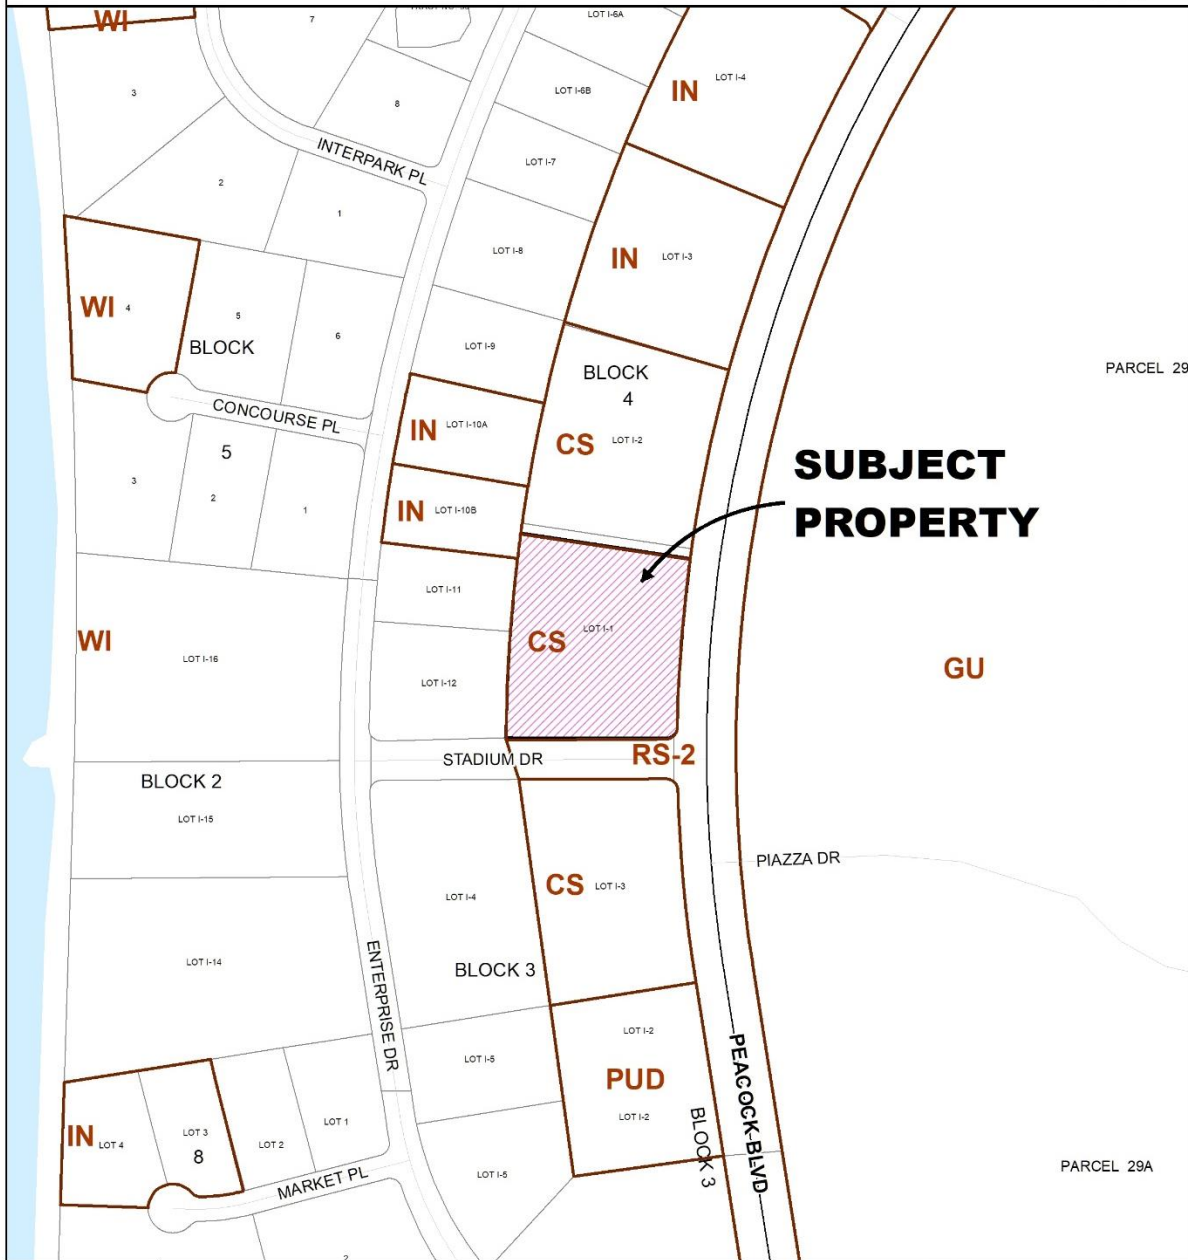 WI
7
LOT I-6A
3
IN
LOT I-4
8
LOT I-6B
INTERPARK PL
LOT I-7
2
1
LOT I-8
IN
LOT I-3
WI
4
5
6
BLOCK
LOT I-9
BLOCK
4
PARCEL 29
CONCOURSE PL
IN
LOT I-10A
CS
LOT I-2
5
3
2
1
IN
LOT I-10B
SUBJECT
PROPERTY
LOT I-11
CS
LOT I-1
WI
LOT I-16
LOT I-12
GU
STADIUM DR
RS-2
BLOCK 2
LOT I-15
PIAZZA DR
LOT I-4
CS
LOT I-3
LOT I-14
BLOCK 3
ENTERPRISE DR
LOT I-2
LOT I-5
PUD
PEACOCK BLVD
LOT I-2
BLOCK 3
IN
LOT 4
LOT 3
8
LOT 2
LOT 1
MARKET PL
LOT I-5
PARCEL 29A
2